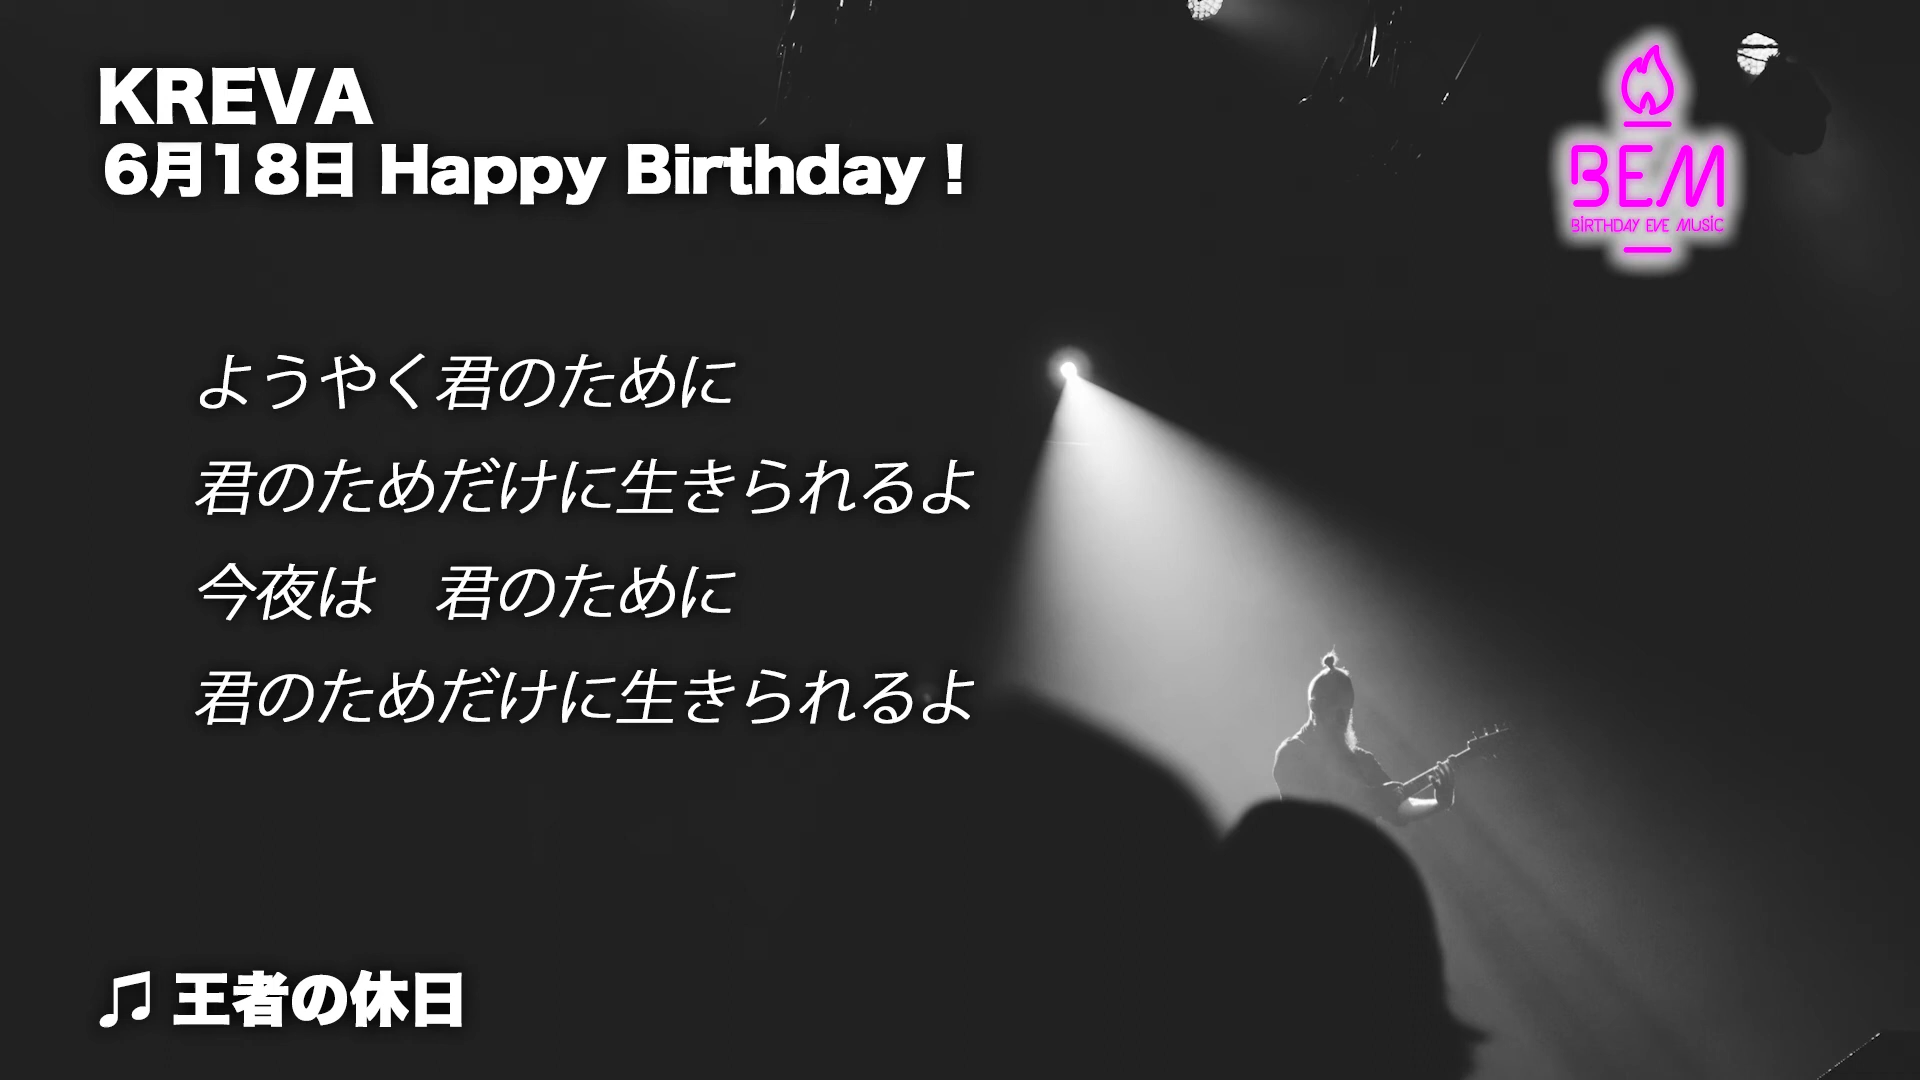 KREVA
6月18日 Happy Birthday！
BEM
BIRTHDAY EVE MUSIC
ようやく君のために
君のためだけに生きられるよ
今夜は　君のために
君のためだけに生きられるよ
♫ 王者の休日